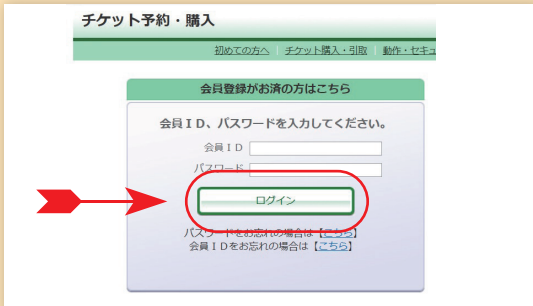 チケット予約・購入
初めての方へ | チケット購入・引取 | 動作・セキュ
会員登録がお済の方はこちら
会員ID、パスワードを入力してください。
会員ID
パスワード
ログイン
パスワードをお忘れの場合は【こちら】
会員IDをお忘れの場合は【こちら】